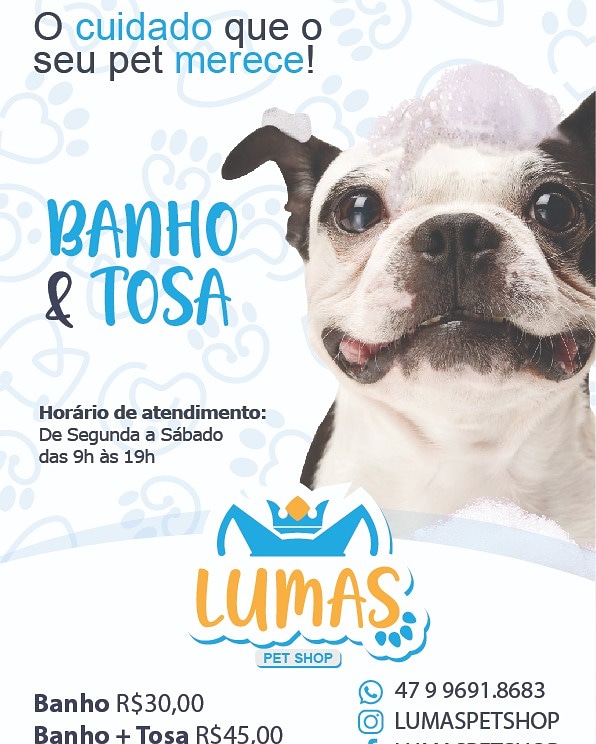 O cuidado que o
seu pet merece!
BANHO
& TOSA
Horário de atendimento:
De Segunda a Sábado
das 9h às 19h
LUMAS
PET SHOP
Banho R$30,00
Banho + Tosa R$45,00
47 9 9691.8683
LUMASPETSHOP
LUMASPETSHOP